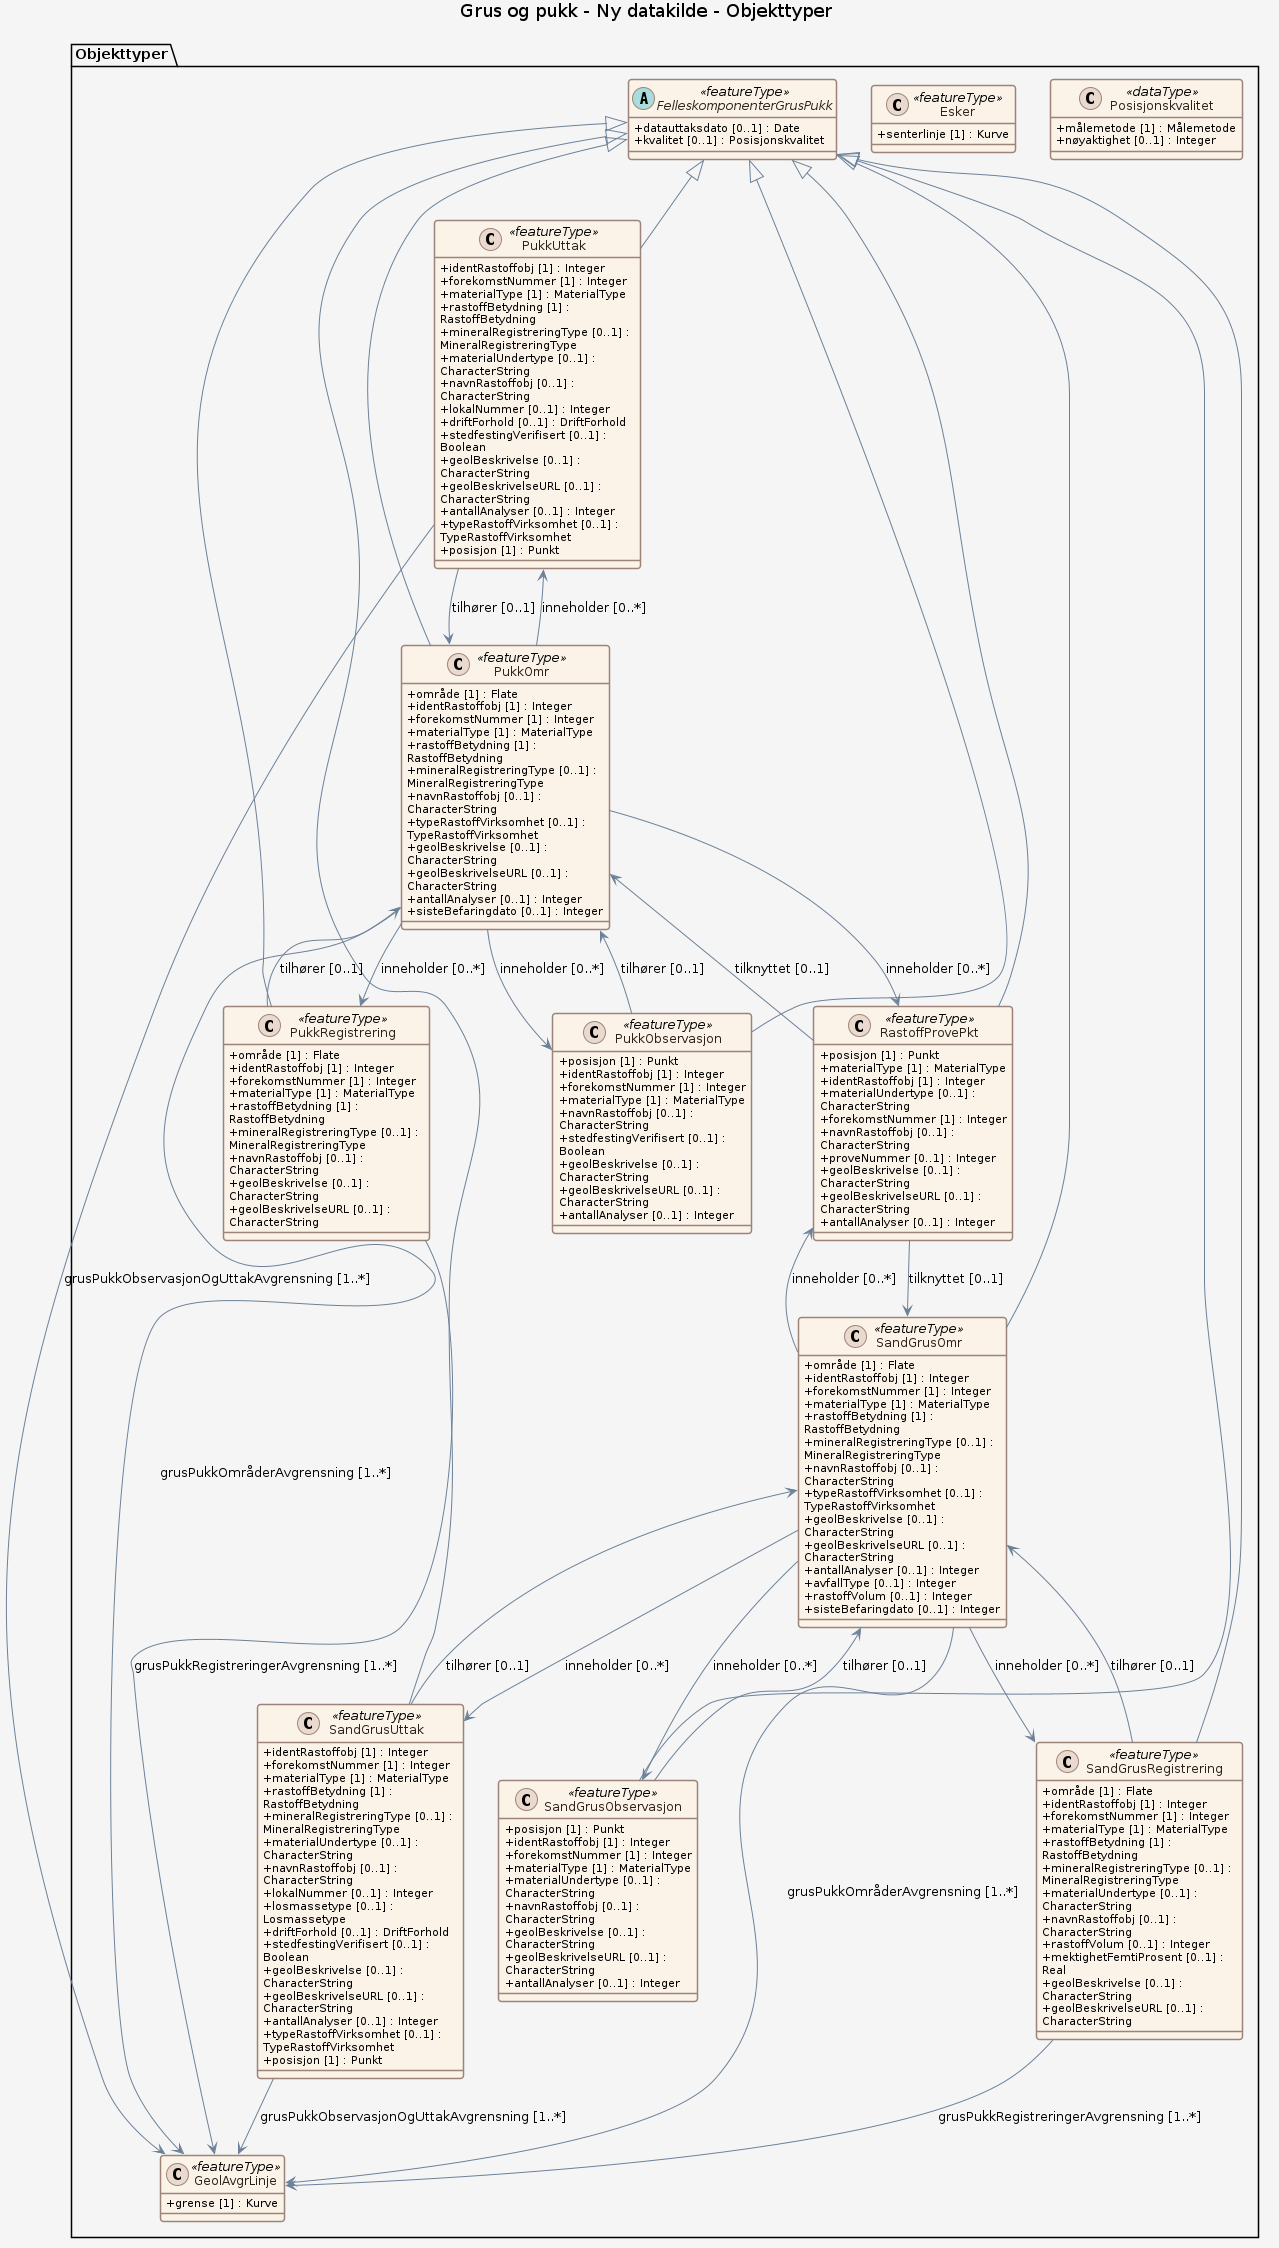 Grus og pukk - Ny datakilde - Objekttyper
Objekttyper
A
«featureType»
FelleskomponenterGrusPukk
+datauttaksdato [0..1] : Date
+kvalitet [0..1] : Posisjonskvalitet
C
«featureType»
Esker
+senterlinje [1] : Kurve
C
«dataType»
Posisjonskvalitet
+målemetode [1] : Målemetode
+nøyaktighet [0..1] : Integer
C
«featureType»
PukkUttak
+identRastoffobj [1] : Integer
+forekomstNummer [1] : Integer
+materialType [1] : MaterialType
+rastoffBetydning [1] :
RastoffBetydning
+mineralRegistreringType [0..1] :
MineralRegistreringType
+materialUndertype [0..1] :
CharacterString
+navnRastoffobj [0..1] :
CharacterString
+lokalNummer [0..1] : Integer
+driftForhold [0..1] : DriftForhold
+stedfestingVerifisert [0..1] :
Boolean
+geolBeskrivelse [0..1] :
CharacterString
+geolBeskrivelseURL [0..1] :
CharacterString
+antallAnalyser [0..1] : Integer
+typeRastoffVirksomhet [0..1] :
TypeRastoffVirksomhet
+posisjon [1] : Punkt
tilhører [0..1]
inneholder [0..*]
C
«featureType»
PukkOmr
+område [1] : Flate
+identRastoffobj [1] : Integer
+forekomstNummer [1] : Integer
+materialType [1] : MaterialType
+rastoffBetydning [1] :
RastoffBetydning
+mineralRegistreringType [0..1] :
MineralRegistreringType
+navnRastoffobj [0..1] :
CharacterString
+typeRastoffVirksomhet [0..1] :
TypeRastoffVirksomhet
+geolBeskrivelse [0..1] :
CharacterString
+geolBeskrivelseURL [0..1] :
CharacterString
+antallAnalyser [0..1] : Integer
+sisteBefaringdato [0..1] : Integer
tilhører [0..1]
inneholder [0..*]
inneholder [0..*]
tilhører [0..1]
tilknyttet [0..1]
inneholder [0..*]
C
«featureType»
PukkRegistrering
+område [1] : Flate
+identRastoffobj [1] : Integer
+forekomstNummer [1] : Integer
+materialType [1] : MaterialType
+rastoffBetydning [1] :
RastoffBetydning
+mineralRegistreringType [0..1] :
MineralRegistreringType
+navnRastoffobj [0..1] :
CharacterString
+geolBeskrivelse [0..1] :
CharacterString
+geolBeskrivelseURL [0..1] :
CharacterString
C
«featureType»
PukkObservasjon
+posisjon [1] : Punkt
+identRastoffobj [1] : Integer
+forekomstNummer [1] : Integer
+materialType [1] : MaterialType
+navnRastoffobj [0..1] :
CharacterString
+stedfestingVerifisert [0..1] :
Boolean
+geolBeskrivelse [0..1] :
CharacterString
+geolBeskrivelseURL [0..1] :
CharacterString
+antallAnalyser [0..1] : Integer
C
«featureType»
RastoffProvePkt
+posisjon [1] : Punkt
+materialType [1] : MaterialType
+identRastoffobj [1] : Integer
+materialUndertype [0..1] :
CharacterString
+forekomstNummer [1] : Integer
+navnRastoffobj [0..1] :
CharacterString
+proveNummer [0..1] : Integer
+geolBeskrivelse [0..1] :
CharacterString
+geolBeskrivelseURL [0..1] :
CharacterString
+antallAnalyser [0..1] : Integer
grusPukkObservasjonOgUttakAvgrensning [1..*]
inneholder [0..*]
tilknyttet [0..1]
C
«featureType»
SandGrusOmr
+område [1] : Flate
+identRastoffobj [1] : Integer
+forekomstNummer [1] : Integer
+materialType [1] : MaterialType
+rastoffBetydning [1] :
RastoffBetydning
+mineralRegistreringType [0..1] :
MineralRegistreringType
+navnRastoffobj [0..1] :
CharacterString
+typeRastoffVirksomhet [0..1] :
TypeRastoffVirksomhet
+geolBeskrivelse [0..1] :
CharacterString
+geolBeskrivelseURL [0..1] :
CharacterString
+antallAnalyser [0..1] : Integer
+avfallType [0..1] : Integer
+rastoffVolum [0..1] : Integer
+sisteBefaringdato [0..1] : Integer
grusPukkOmråderAvgrensning [1..*]
grusPukkRegistreringerAvgrensning [1..*]
tilhører [0..1]
inneholder [0..*]
inneholder [0..*]
tilhører [0..1]
inneholder [0..*]
tilhører [0..1]
C
«featureType»
SandGrusUttak
+identRastoffobj [1] : Integer
+forekomstNummer [1] : Integer
+materialType [1] : MaterialType
+rastoffBetydning [1] :
RastoffBetydning
+mineralRegistreringType [0..1] :
MineralRegistreringType
+materialUndertype [0..1] :
CharacterString
+navnRastoffobj [0..1] :
CharacterString
+lokalNummer [0..1] : Integer
+losmassetype [0..1] :
Losmassetype
+driftForhold [0..1] : DriftForhold
+stedfestingVerifisert [0..1] :
Boolean
+geolBeskrivelse [0..1] :
CharacterString
+geolBeskrivelseURL [0..1] :
CharacterString
+antallAnalyser [0..1] : Integer
+typeRastoffVirksomhet [0..1] :
TypeRastoffVirksomhet
+posisjon [1] : Punkt
C
«featureType»
SandGrusObservasjon
+posisjon [1] : Punkt
+identRastoffobj [1] : Integer
+forekomstNummer [1] : Integer
+materialType [1] : MaterialType
+materialUndertype [0..1] :
CharacterString
+navnRastoffobj [0..1] :
CharacterString
+geolBeskrivelse [0..1] :
CharacterString
+geolBeskrivelseURL [0..1] :
CharacterString
+antallAnalyser [0..1] : Integer
C
«featureType»
SandGrusRegistrering
+område [1] : Flate
+identRastoffobj [1] : Integer
+forekomstNummer [1] : Integer
+materialType [1] : MaterialType
+rastoffBetydning [1] :
RastoffBetydning
+mineralRegistreringType [0..1] :
MineralRegistreringType
+materialUndertype [0..1] :
CharacterString
+navnRastoffobj [0..1] :
CharacterString
+rastoffVolum [0..1] : Integer
+mektighetFemtiProsent [0..1] :
Real
+geolBeskrivelse [0..1] :
CharacterString
+geolBeskrivelseURL [0..1] :
CharacterString
grusPukkOmråderAvgrensning [1..*]
grusPukkObservasjonOgUttakAvgrensning [1..*]
grusPukkRegistreringerAvgrensning [1..*]
C
«featureType»
GeolAvgrLinje
+grense [1] : Kurve